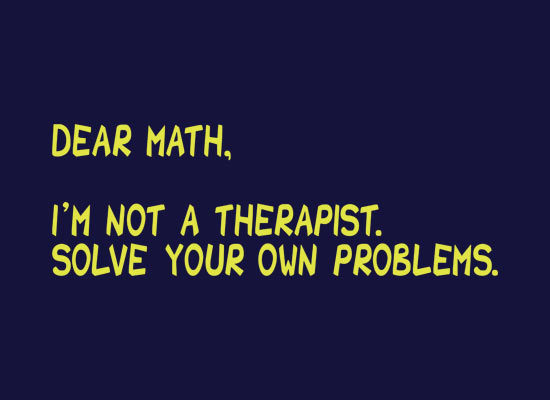 DEAR MATH,
I'M NOT A THERAPIST.
SOLVE YOUR OWN PROBLEMS.